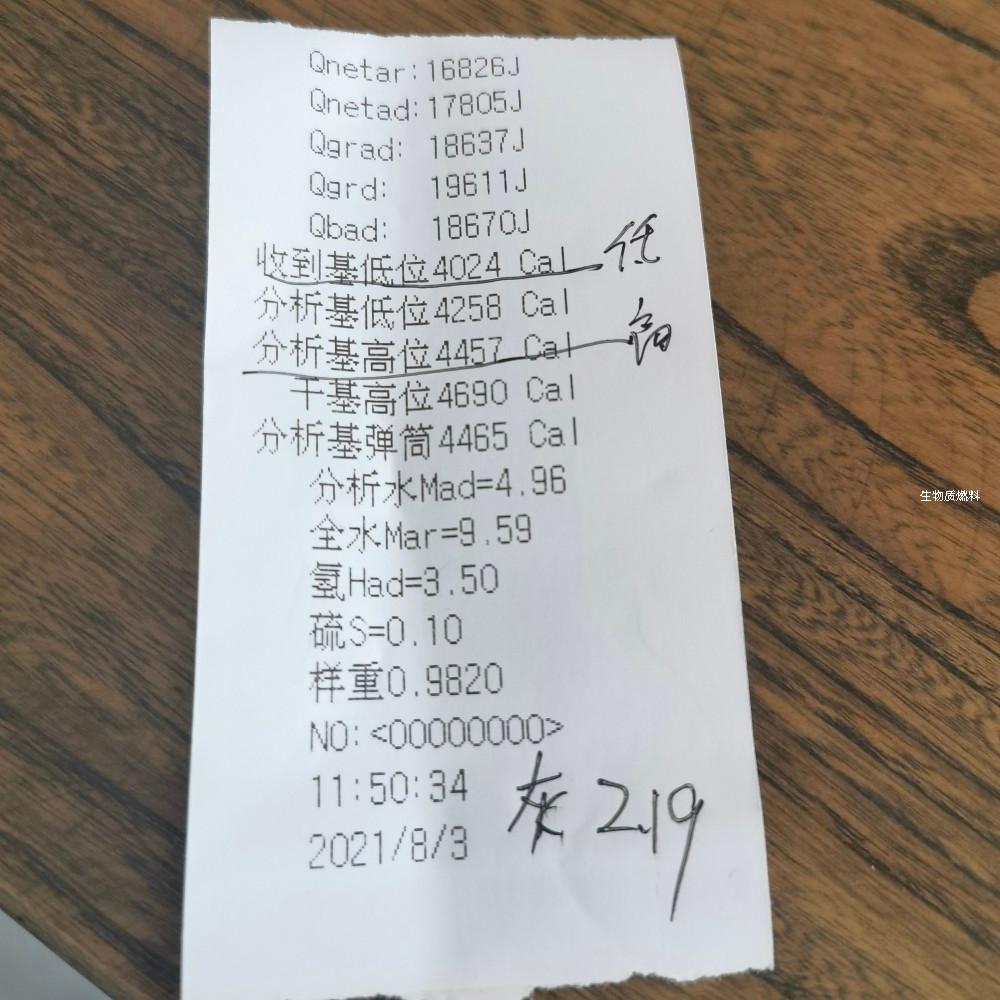 Qnetar:16826J
Qnetad:17805J
Qgrad: 18637J
Qgrd: 19611J
Qbad: 18670J
收到基低位4024 Cal 低
分析基低位4258 Cal
分析基高位4457 Cal 高
干基高位4690 Cal
分析基弹筒4465 Cal
分析水Mad=4.96
全水Mar=9.59
氢Had=3.50
硫S=0.10
样重0.9820
NO:<00000000>
11:50:34
2021/8/3
灰 2.19
生物质燃料